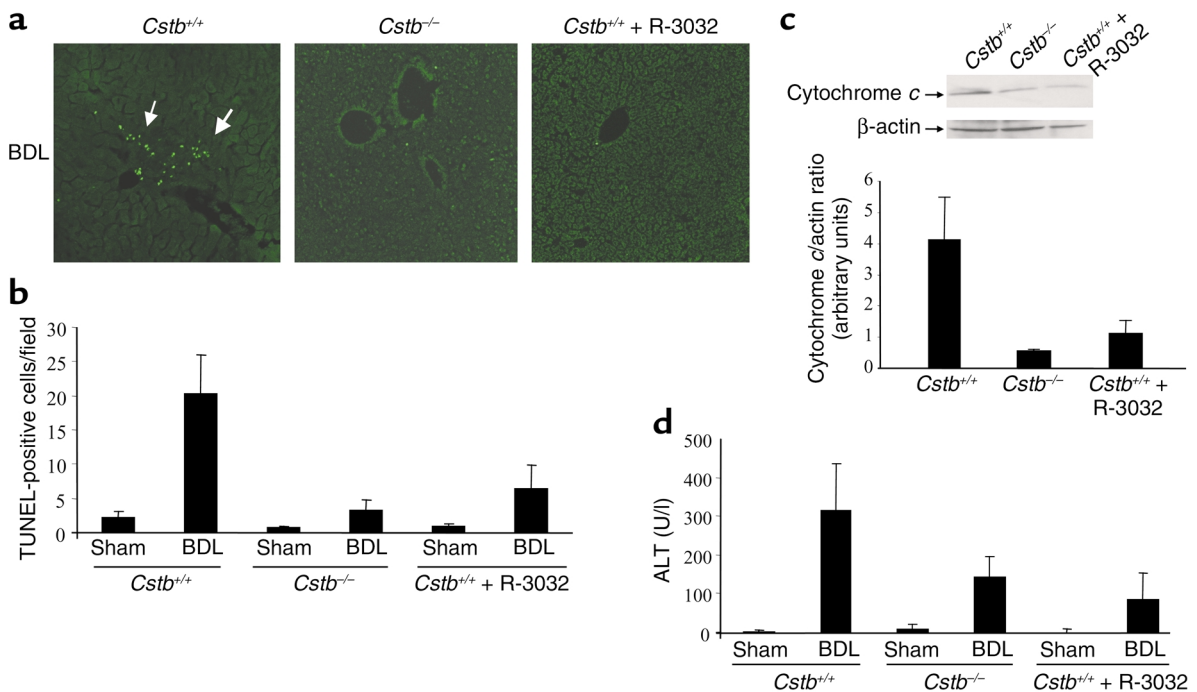 a
Cstb+/+
Cstb–/–
Cstb+/+ + R-3032
BDL
b
TUNEL-positive cells/field
30
25
20
15
10
5
0
Sham
BDL
Sham
BDL
Sham
BDL
Cstb+/+
Cstb–/–
Cstb+/+ + R-3032
c
Cstb+/+
Cstb–/–
Cstb+/+ +
R-3032
Cytochrome c
β-actin
Cytochrome c/actin ratio
(arbitrary units)
6
5
4
3
2
1
0
Cstb+/+
Cstb–/–
Cstb+/+ +
R-3032
d
ALT (U/l)
500
400
300
200
100
0
Sham
BDL
Sham
BDL
Sham
BDL
Cstb+/+
Cstb–/–
Cstb+/+ + R-3032